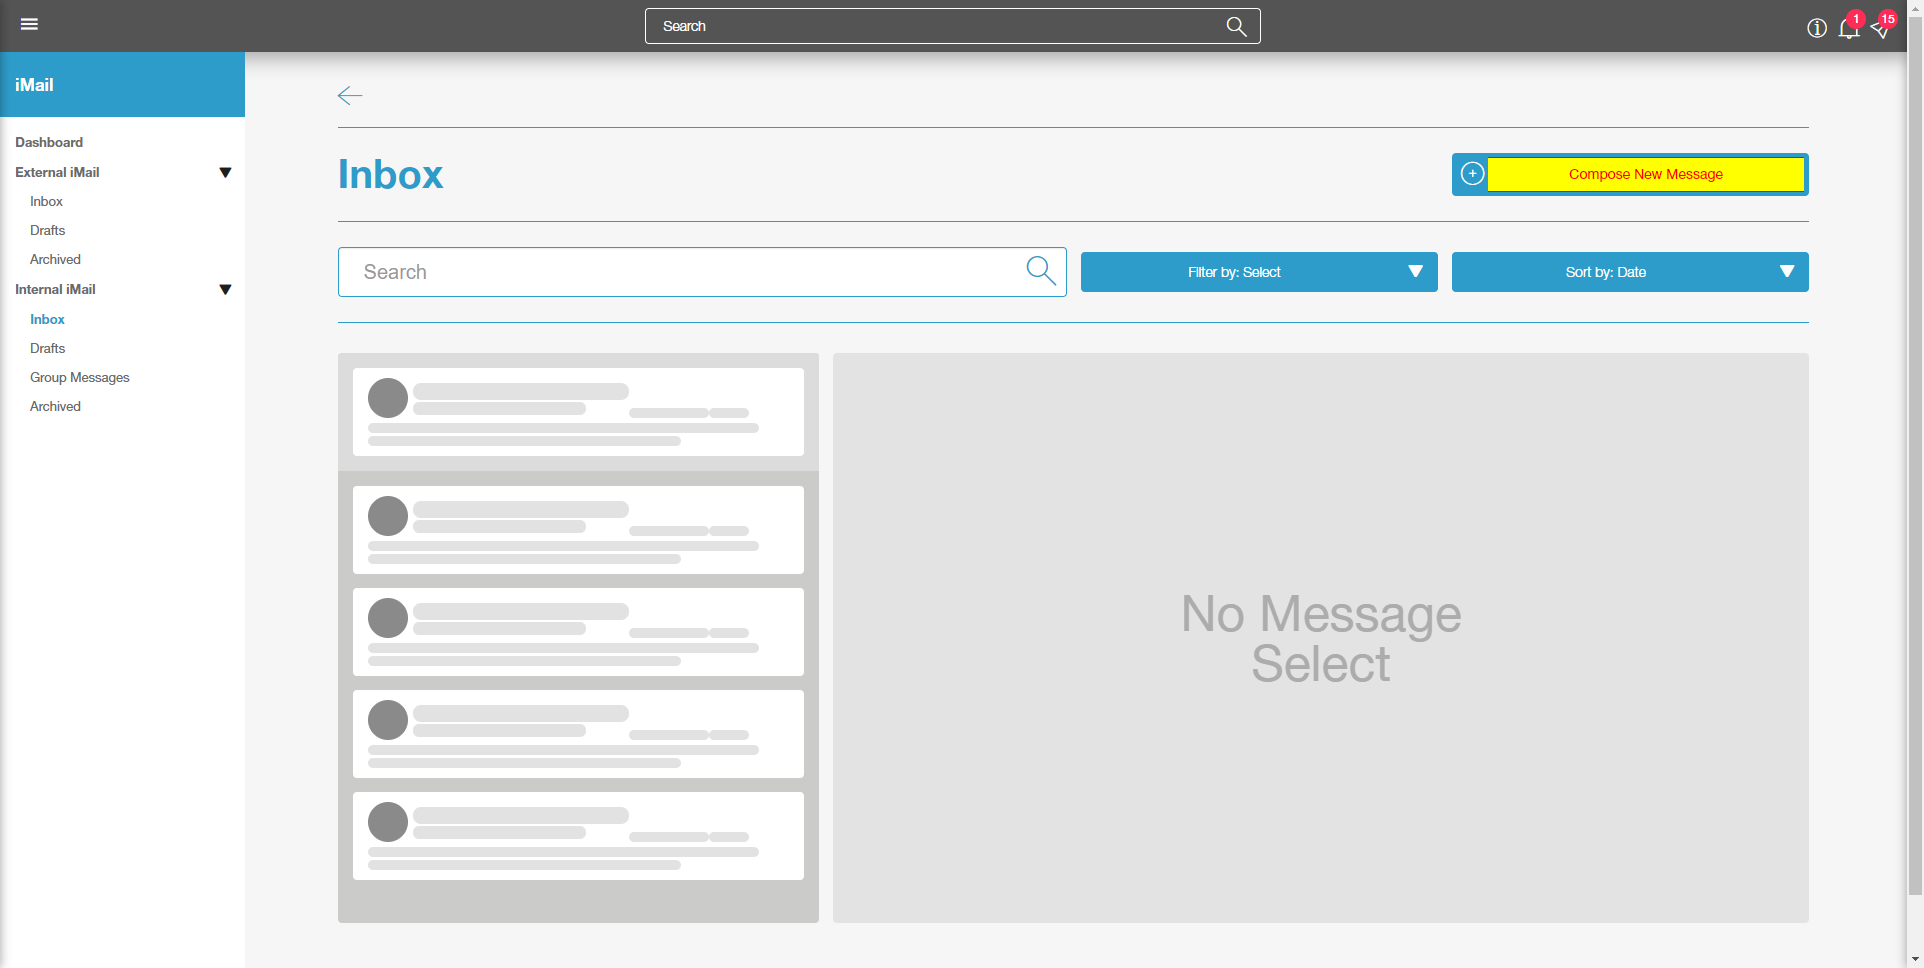 Search
1
15
iMail
Dashboard
External iMail
Inbox
Drafts
Archived
Internal iMail
Inbox
Drafts
Group Messages
Archived
Inbox
Compose New Message
Search
Filter by: Select
Sort by: Date
No Message
Select